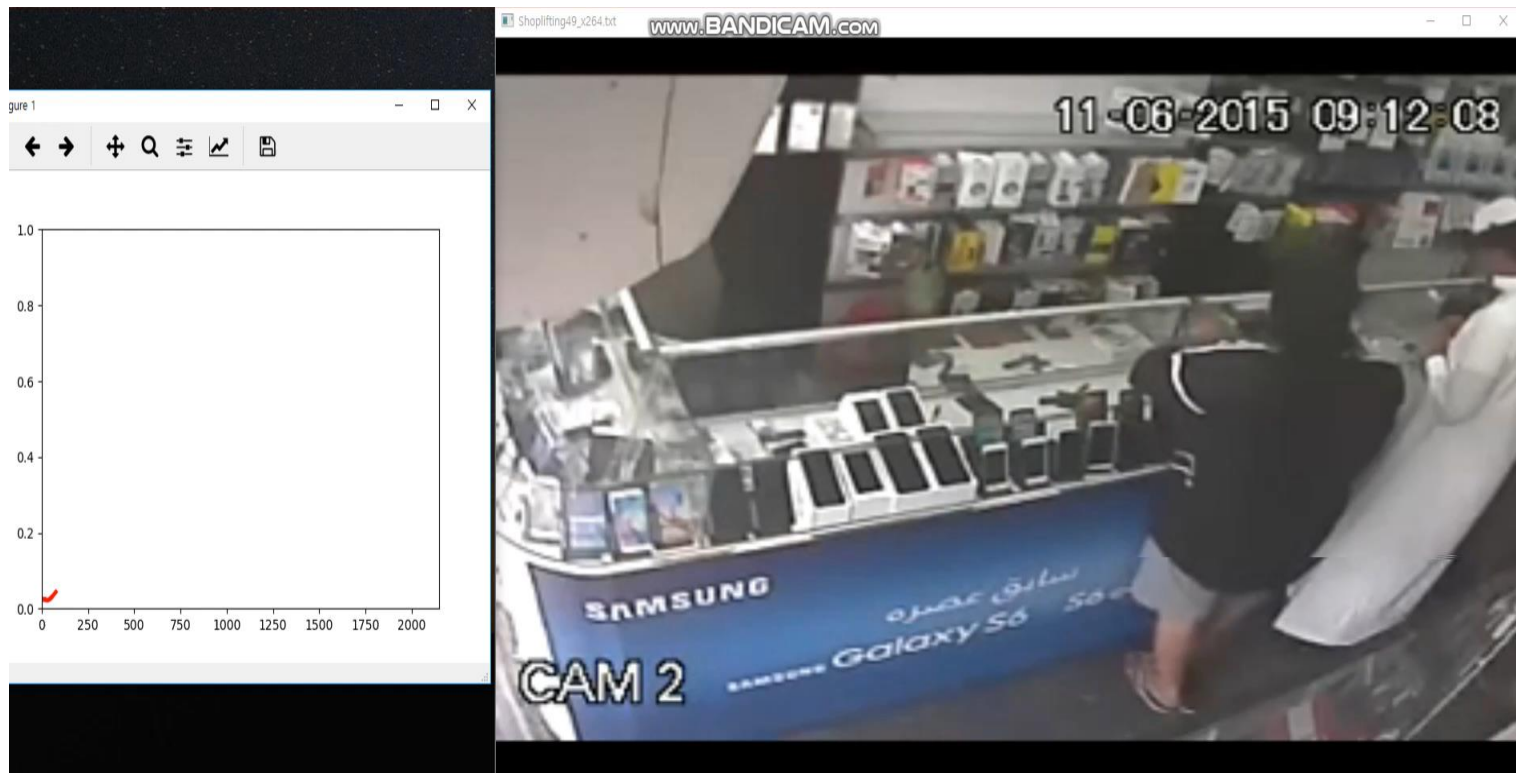 Shoplifting49_x264.txt
www.BANDICAM.com
gure 1
11-06-2015 09:12:08
1.0
0.8
0.6
0.4
0.2
0.0
0 250 500 750 1000 1250 1500 1750 2000
SAMSUNG
سابق عصره
SAMSUNG Galaxy S6 S6
CAM 2